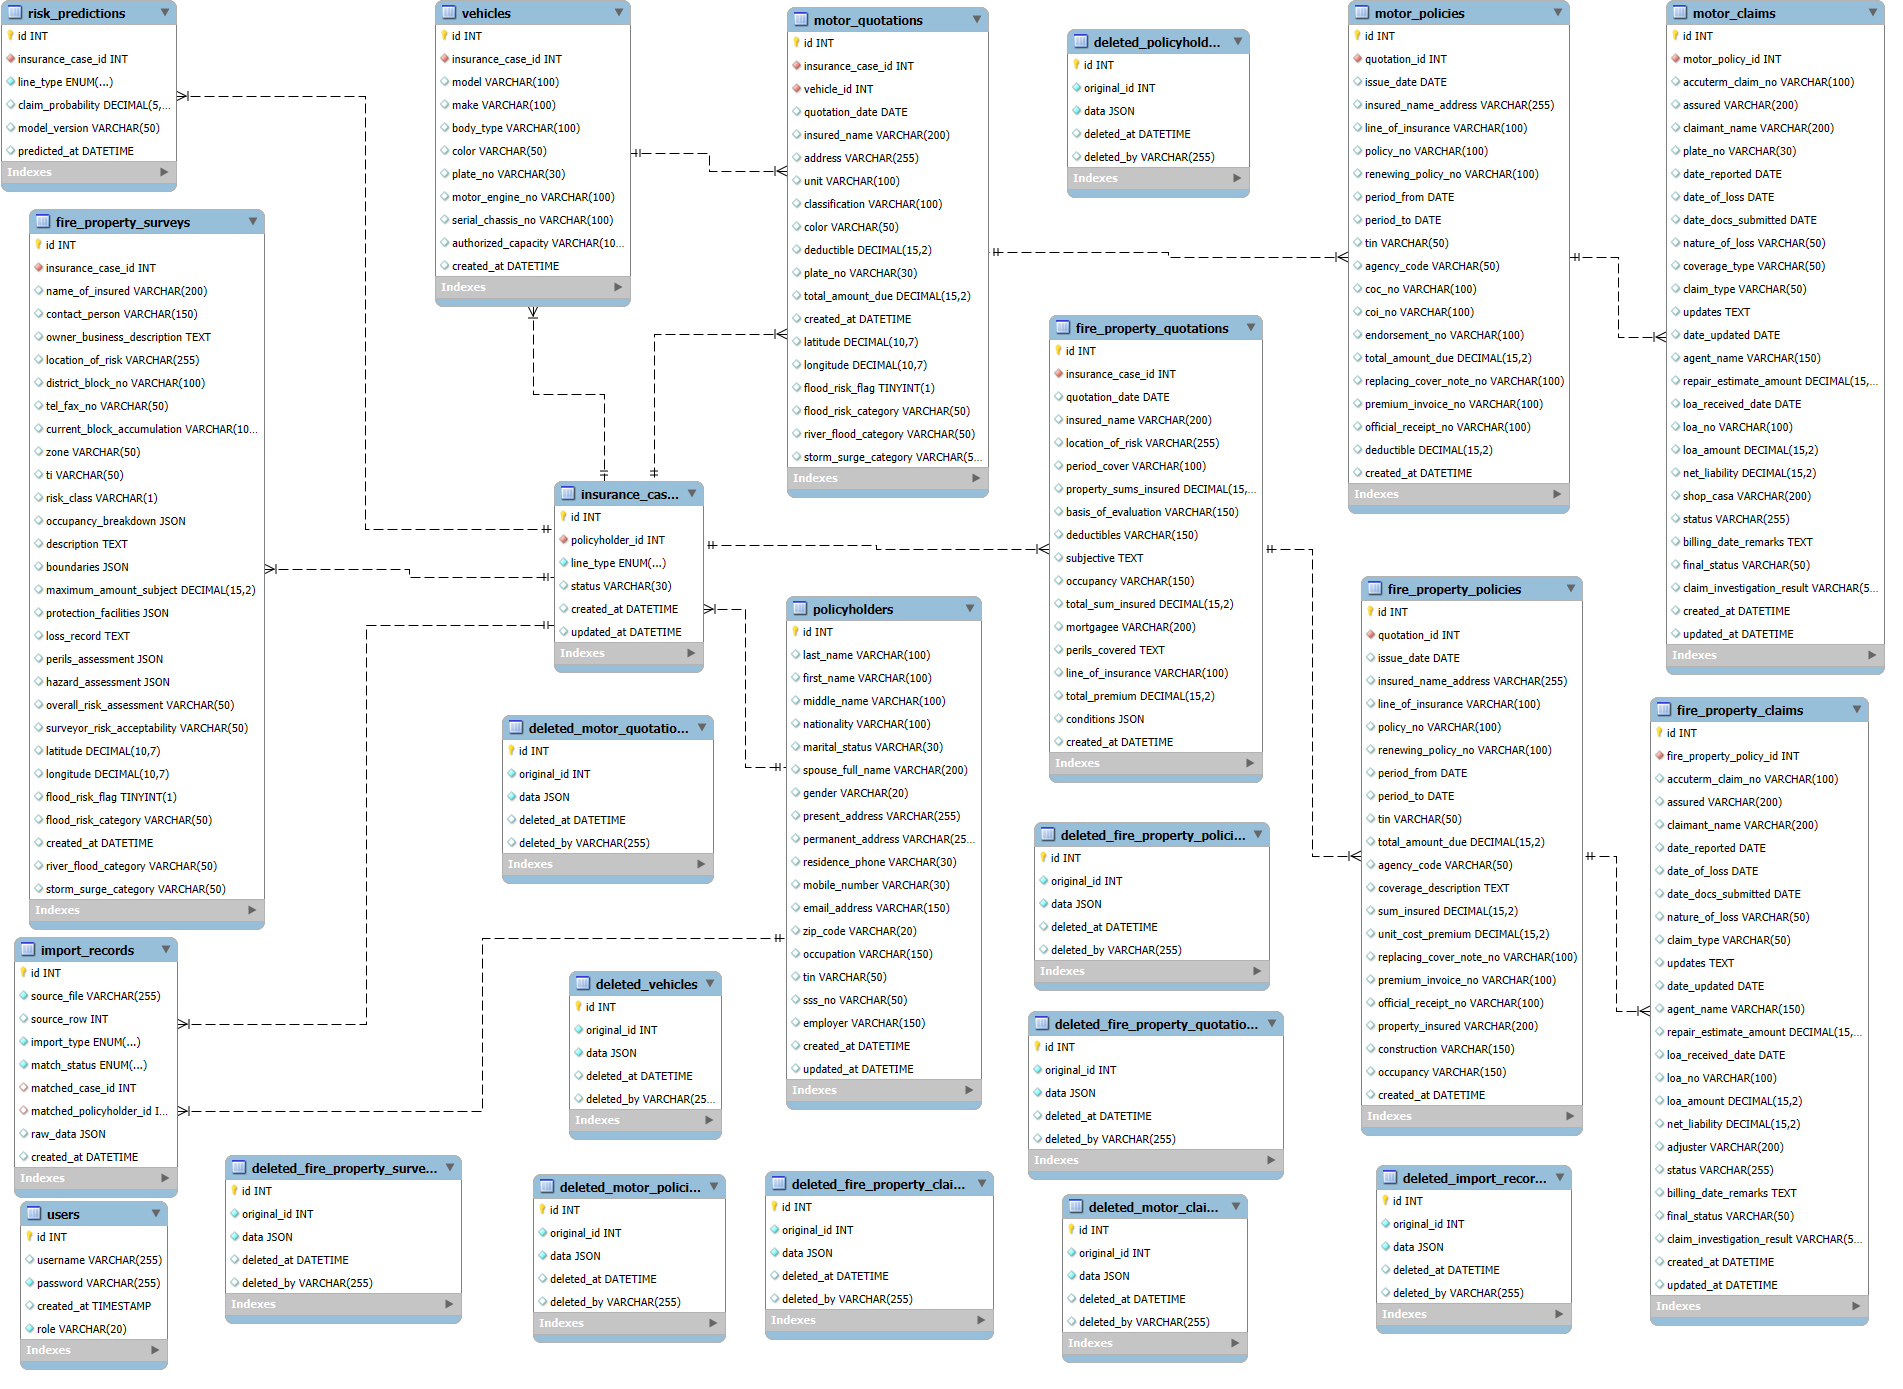 risk_predictions
id INT
insurance_case_id INT
line_type ENUM(...)
claim_probability DECIMAL(5,...
model_version VARCHAR(50)
predicted_at DATETIME
Indexes
vehicles
id INT
insurance_case_id INT
model VARCHAR(100)
make VARCHAR(100)
body_type VARCHAR(100)
color VARCHAR(50)
plate_no VARCHAR(30)
motor_engine_no VARCHAR(100)
serial_chassis_no VARCHAR(100)
authorized_capacity VARCHAR(10...
created_at DATETIME
Indexes
motor_quotations
id INT
insurance_case_id INT
vehicle_id INT
quotation_date DATE
insured_name VARCHAR(200)
address VARCHAR(255)
unit VARCHAR(100)
classification VARCHAR(100)
color VARCHAR(50)
deductible DECIMAL(15,2)
plate_no VARCHAR(30)
total_amount_due DECIMAL(15,2)
created_at DATETIME
latitude DECIMAL(10,7)
longitude DECIMAL(10,7)
flood_risk_flag TINYINT(1)
flood_risk_category VARCHAR(50)
river_flood_category VARCHAR(50)
storm_surge_category VARCHAR(5...
Indexes
deleted_policyhold...
id INT
original_id INT
data JSON
deleted_at DATETIME
deleted_by VARCHAR(255)
Indexes
motor_policies
id INT
quotation_id INT
issue_date DATE
insured_name_address VARCHAR(255)
line_of_insurance VARCHAR(100)
policy_no VARCHAR(100)
renewing_policy_no VARCHAR(100)
period_from DATE
period_to DATE
tin VARCHAR(50)
agency_code VARCHAR(50)
coc_no VARCHAR(100)
coi_no VARCHAR(100)
endorsement_no VARCHAR(100)
total_amount_due DECIMAL(15,2)
replacing_cover_note_no VARCHAR(100)
premium_invoice_no VARCHAR(100)
official_receipt_no VARCHAR(100)
deductible DECIMAL(15,2)
created_at DATETIME
Indexes
motor_claims
id INT
motor_policy_id INT
accuterm_claim_no VARCHAR(100)
assured VARCHAR(200)
claimant_name VARCHAR(200)
plate_no VARCHAR(30)
date_reported DATE
date_of_loss DATE
date_docs_submitted DATE
nature_of_loss VARCHAR(50)
coverage_type VARCHAR(50)
claim_type VARCHAR(50)
updates TEXT
date_updated DATE
agent_name VARCHAR(150)
repair_estimate_amount DECIMAL(15,...
loa_received_date DATE
loa_no VARCHAR(100)
loa_amount DECIMAL(15,2)
net_liability DECIMAL(15,2)
shop_casa VARCHAR(200)
status VARCHAR(255)
billing_date_remarks TEXT
final_status VARCHAR(50)
claim_investigation_result VARCHAR(5...
created_at DATETIME
updated_at DATETIME
Indexes
fire_property_surveys
id INT
insurance_case_id INT
name_of_insured VARCHAR(200)
contact_person VARCHAR(150)
owner_business_description TEXT
location_of_risk VARCHAR(255)
district_block_no VARCHAR(100)
tel_fax_no VARCHAR(50)
current_block_accumulation VARCHAR(10...
zone VARCHAR(50)
ti VARCHAR(50)
risk_class VARCHAR(1)
occupancy_breakdown JSON
description TEXT
boundaries JSON
maximum_amount_subject DECIMAL(15,2)
protection_facilities JSON
loss_record TEXT
perils_assessment JSON
hazard_assessment JSON
overall_risk_assessment VARCHAR(50)
surveyor_risk_acceptability VARCHAR(50)
latitude DECIMAL(10,7)
longitude DECIMAL(10,7)
flood_risk_flag TINYINT(1)
flood_risk_category VARCHAR(50)
created_at DATETIME
river_flood_category VARCHAR(50)
storm_surge_category VARCHAR(50)
Indexes
insurance_cas...
id INT
policyholder_id INT
line_type ENUM(...)
status VARCHAR(30)
created_at DATETIME
updated_at DATETIME
Indexes
fire_property_quotations
id INT
insurance_case_id INT
quotation_date DATE
insured_name VARCHAR(200)
location_of_risk VARCHAR(255)
period_cover VARCHAR(100)
property_sums_insured DECIMAL(15,...
basis_of_evaluation VARCHAR(150)
deductibles VARCHAR(150)
subjective TEXT
occupancy VARCHAR(150)
total_sum_insured DECIMAL(15,2)
mortgagee VARCHAR(200)
perils_covered TEXT
line_of_insurance VARCHAR(100)
total_premium DECIMAL(15,2)
conditions JSON
created_at DATETIME
Indexes
policyholders
id INT
last_name VARCHAR(100)
first_name VARCHAR(100)
middle_name VARCHAR(100)
nationality VARCHAR(100)
marital_status VARCHAR(30)
spouse_full_name VARCHAR(200)
gender VARCHAR(20)
present_address VARCHAR(255)
permanent_address VARCHAR(25...
residence_phone VARCHAR(30)
mobile_number VARCHAR(30)
email_address VARCHAR(150)
zip_code VARCHAR(20)
occupation VARCHAR(150)
tin VARCHAR(50)
sss_no VARCHAR(50)
employer VARCHAR(150)
created_at DATETIME
updated_at DATETIME
Indexes
fire_property_policies
id INT
quotation_id INT
issue_date DATE
insured_name_address VARCHAR(255)
line_of_insurance VARCHAR(100)
policy_no VARCHAR(100)
renewing_policy_no VARCHAR(100)
period_from DATE
period_to DATE
tin VARCHAR(50)
total_amount_due DECIMAL(15,2)
agency_code VARCHAR(50)
coverage_description TEXT
sum_insured DECIMAL(15,2)
unit_cost_premium DECIMAL(15,2)
replacing_cover_note_no VARCHAR(100)
premium_invoice_no VARCHAR(100)
official_receipt_no VARCHAR(100)
property_insured VARCHAR(200)
construction VARCHAR(150)
occupancy VARCHAR(150)
created_at DATETIME
Indexes
fire_property_claims
id INT
fire_property_policy_id INT
accuterm_claim_no VARCHAR(100)
assured VARCHAR(200)
claimant_name VARCHAR(200)
date_reported DATE
date_of_loss DATE
date_docs_submitted DATE
nature_of_loss VARCHAR(50)
claim_type VARCHAR(50)
updates TEXT
date_updated DATE
agent_name VARCHAR(150)
repair_estimate_amount DECIMAL(15,...
loa_received_date DATE
loa_no VARCHAR(100)
loa_amount DECIMAL(15,2)
net_liability DECIMAL(15,2)
adjuster VARCHAR(200)
status VARCHAR(255)
billing_date_remarks TEXT
final_status VARCHAR(50)
claim_investigation_result VARCHAR(5...
created_at DATETIME
updated_at DATETIME
Indexes
deleted_motor_quotatio...
id INT
original_id INT
data JSON
deleted_at DATETIME
deleted_by VARCHAR(255)
Indexes
deleted_fire_property_polici...
id INT
original_id INT
data JSON
deleted_at DATETIME
deleted_by VARCHAR(255)
Indexes
import_records
id INT
source_file VARCHAR(255)
source_row INT
import_type ENUM(...)
match_status ENUM(...)
matched_case_id INT
matched_policyholder_id I...
raw_data JSON
created_at DATETIME
Indexes
deleted_vehicles
id INT
original_id INT
data JSON
deleted_at DATETIME
deleted_by VARCHAR(25...
Indexes
deleted_fire_property_quotatio...
id INT
original_id INT
data JSON
deleted_at DATETIME
deleted_by VARCHAR(255)
Indexes
users
id INT
username VARCHAR(255)
password VARCHAR(255)
created_at TIMESTAMP
role VARCHAR(20)
Indexes
deleted_fire_property_surve...
id INT
original_id INT
data JSON
deleted_at DATETIME
deleted_by VARCHAR(255)
Indexes
deleted_motor_polici...
id INT
original_id INT
data JSON
deleted_at DATETIME
deleted_by VARCHAR(255)
Indexes
deleted_fire_property_clai...
id INT
original_id INT
data JSON
deleted_at DATETIME
deleted_by VARCHAR(255)
Indexes
deleted_motor_clai...
id INT
original_id INT
data JSON
deleted_at DATETIME
deleted_by VARCHAR(255)
Indexes
deleted_import_recor...
id INT
original_id INT
data JSON
deleted_at DATETIME
deleted_by VARCHAR(255)
Indexes